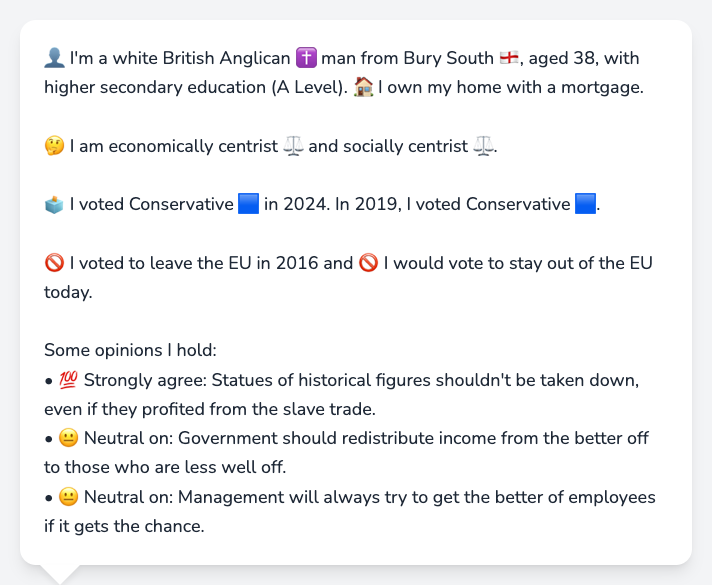 👤 I'm a white British Anglican ✝️ man from Bury South 🏴󠁧󠁢󠁥󠁮󠁧󠁿, aged 38, with
higher secondary education (A Level). 🏠 I own my home with a mortgage.
🤔 I am economically centrist ⚖️ and socially centrist ⚖️.
🗳️ I voted Conservative 🟦 in 2024. In 2019, I voted Conservative 🟦.
🚫 I voted to leave the EU in 2016 and 🚫 I would vote to stay out of the EU
today.
Some opinions I hold:
• 💯 Strongly agree: Statues of historical figures shouldn't be taken down,
even if they profited from the slave trade.
• 😐 Neutral on: Government should redistribute income from the better off
to those who are less well off.
• 😐 Neutral on: Management will always try to get the better of employees
if it gets the chance.